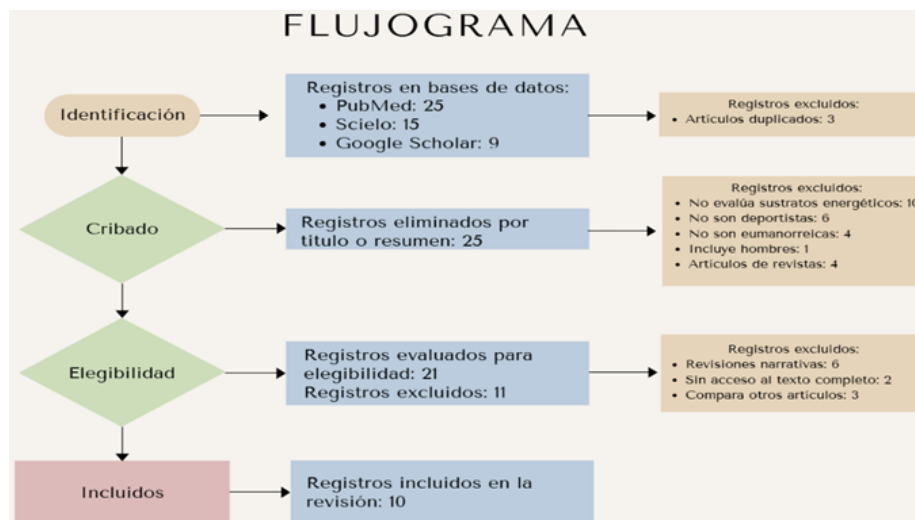 FLUJOGRAMA
Identificación
Registros en bases de datos:
• PubMed: 25
• Scielo: 15
• Google Scholar: 9
Registros excluidos:
• Artículos duplicados: 3
Cribado
Registros eliminados por
titulo o resumen: 25
Registros excluidos:
• No evalúa sustratos energéticos: 10
• No son deportistas: 6
• No son eumanorreicas: 4
• Incluye hombres: 1
• Artículos de revistas: 4
Elegibilidad
Registros evaluados para
elegibilidad: 21
Registros excluidos: 11
Registros excluidos:
• Revisiones narrativas: 6
• Sin acceso al texto completo: 2
• Compara otros artículos: 3
Incluidos
Registros incluidos en la
revisión: 10